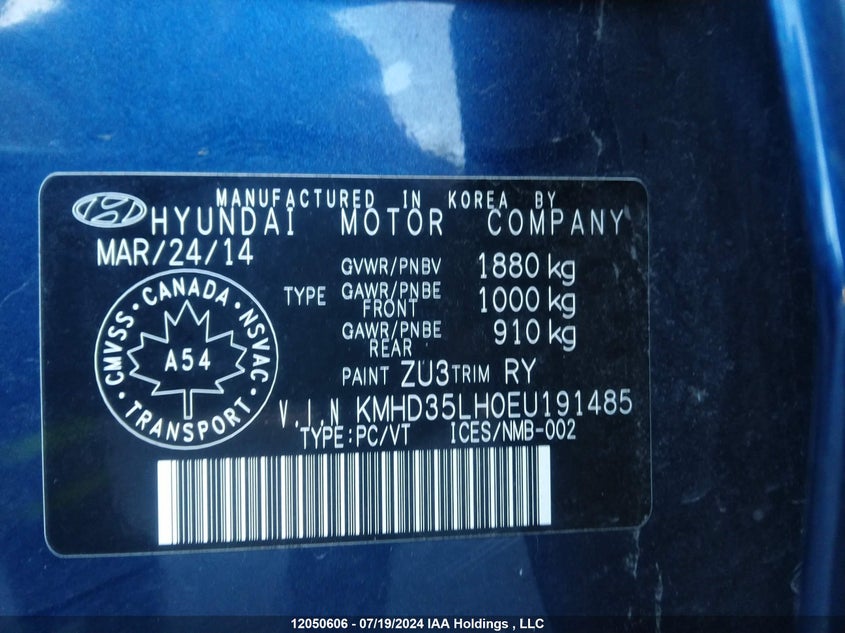 MANUFACTURED IN KOREA BY
HYUNDAI MOTOR COMPANY
MAR/24/14
GVWR/PNBV 1880 kg
TYPE GAWR/PNBE FRONT 1000 kg
GAWR/PNBE REAR 910 kg
PAINT ZU3 TRIM RY
CMVSS · CANADA · NSVAC · TRANSPORT ·
A54
V.I.N KMHD35LH0EU191485
TYPE:PC/VT ICES/NMB-002
12050606 - 07/19/2024 IAA Holdings , LLC